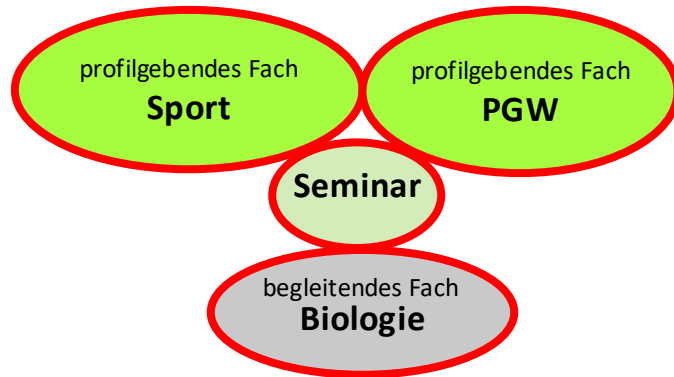 profilgebendes Fach
Sport
profilgebendes Fach
PGW
Seminar
begleitendes Fach
Biologie